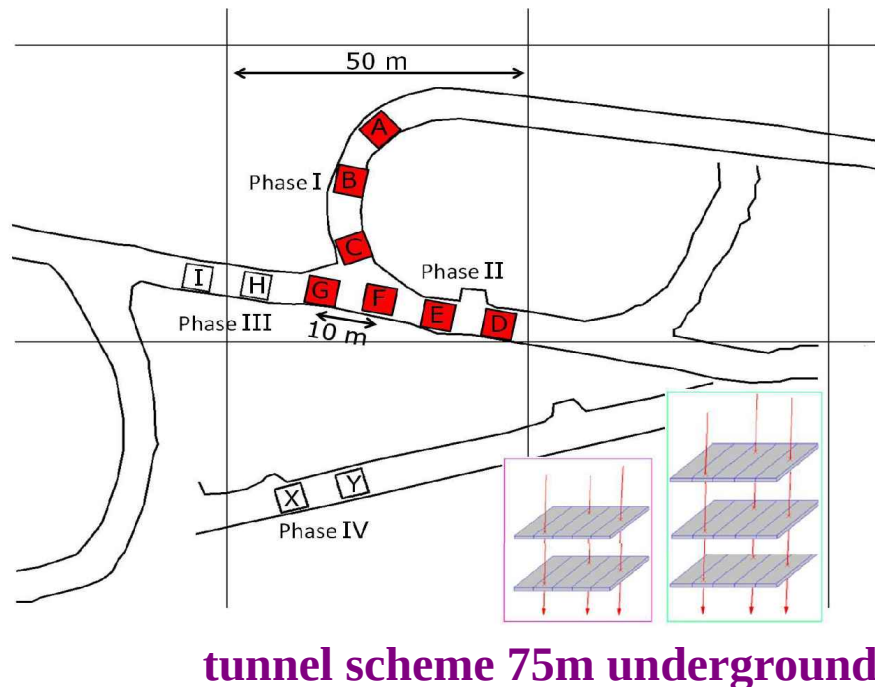 50 m
A
Phase I
B
C
Phase II
I
H
G
F
E
D
Phase III
10 m
X
Y
Phase IV
tunnel scheme 75m underground